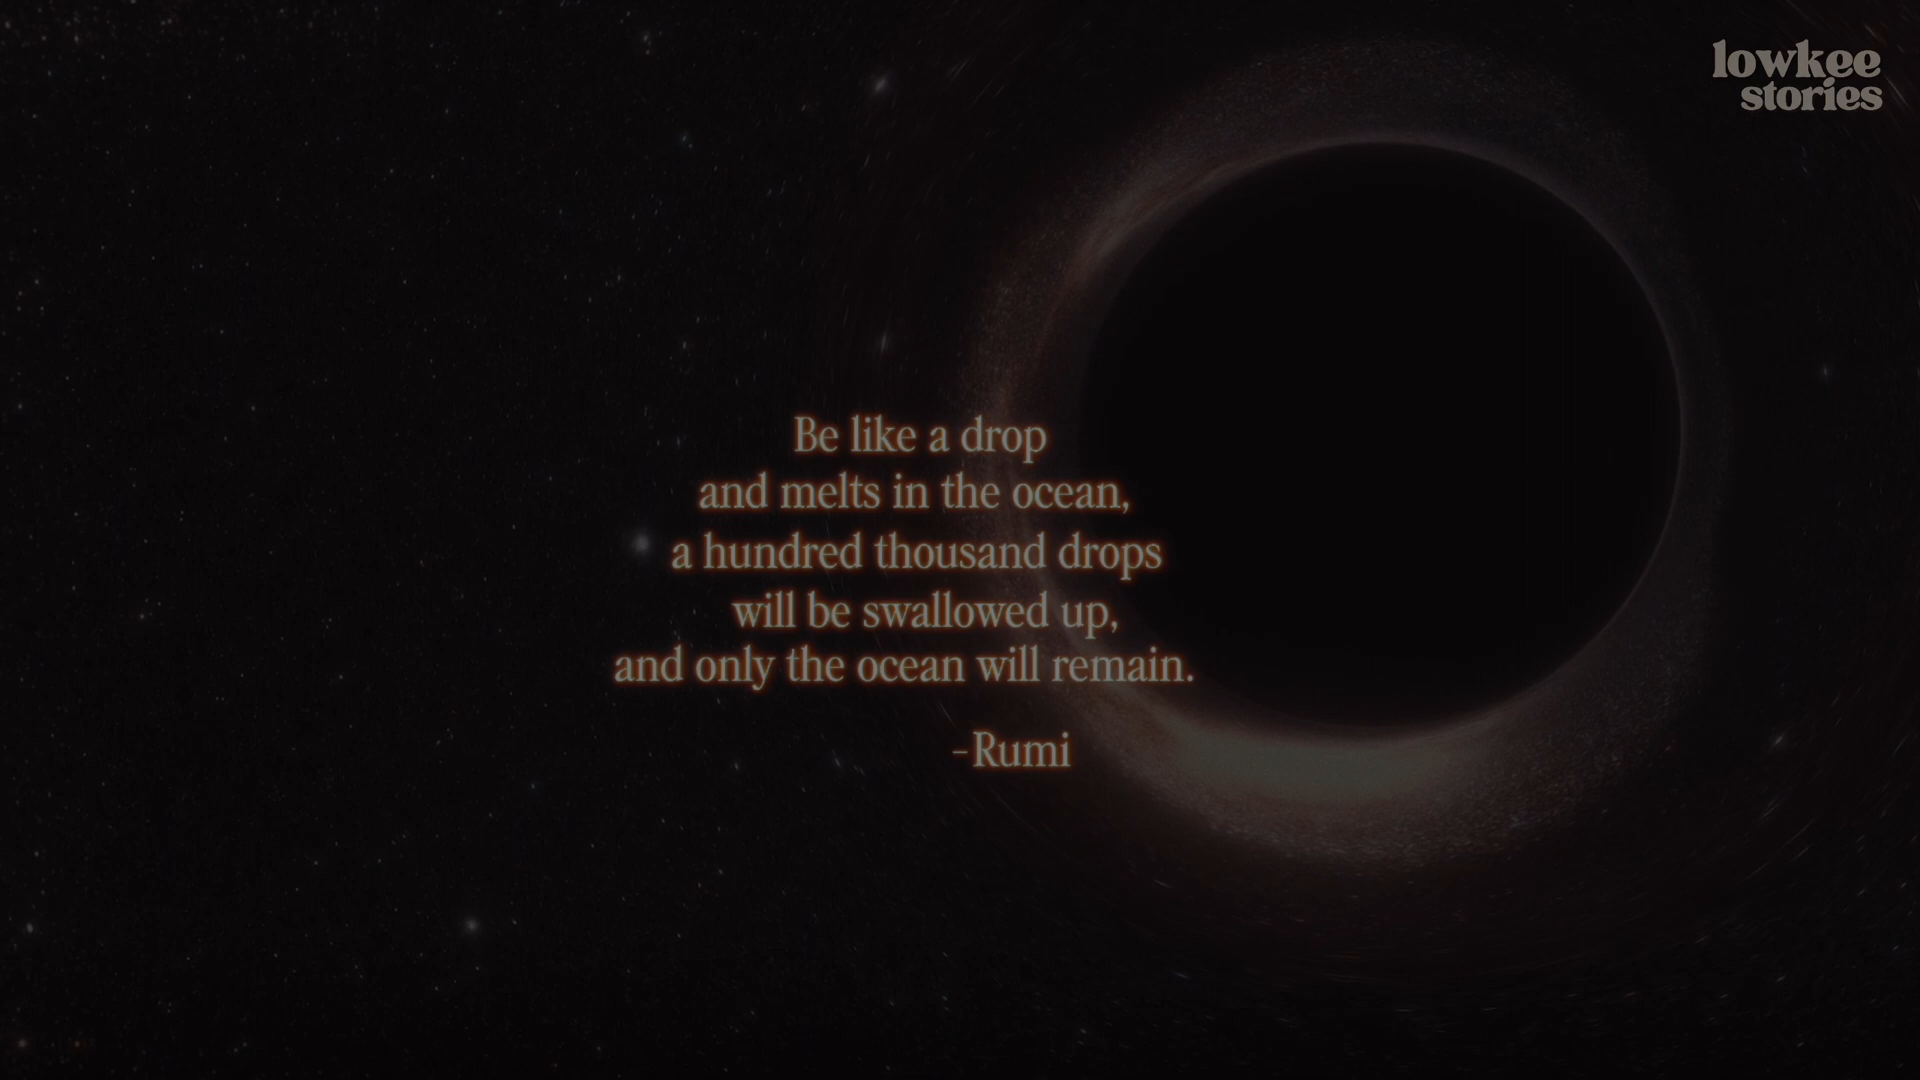 lowkee
stories
Be like a drop
and melts in the ocean,
a hundred thousand drops
will be swallowed up,
and only the ocean will remain.
-Rumi